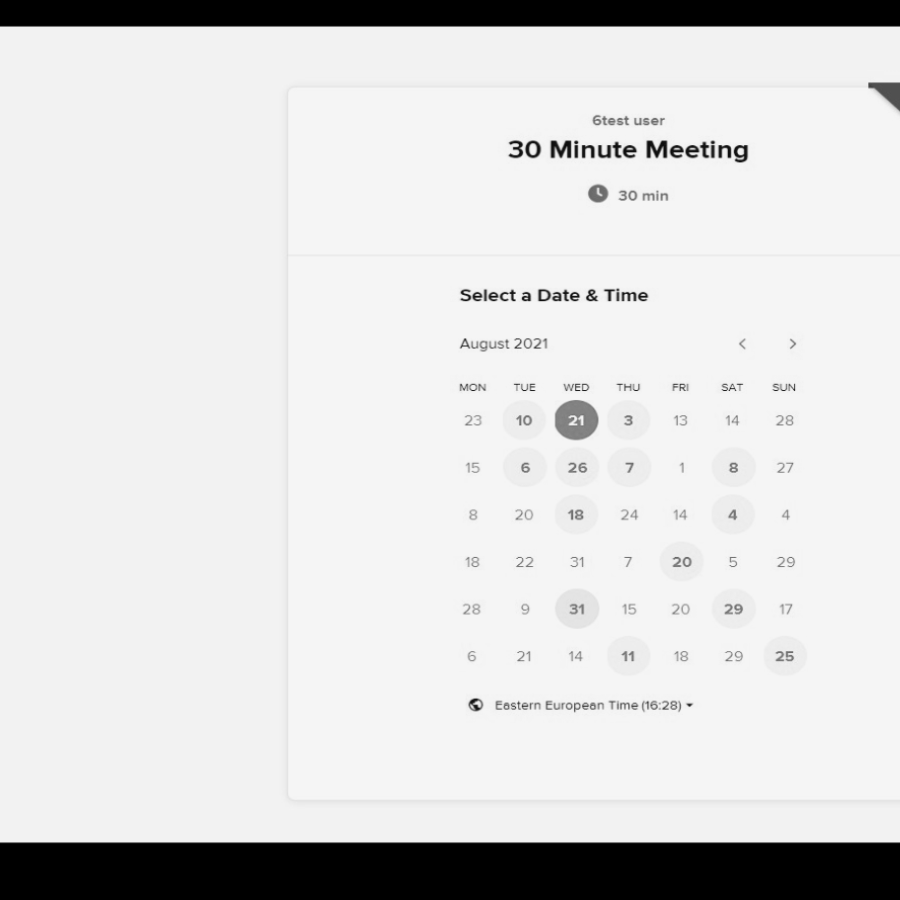 6test user
30 Minute Meeting
30 min
Select a Date & Time
August 2021
MON TUE WED THU FRI SAT SUN
23 10 21 3 13 14 28
15 6 26 7 1 8 27
8 20 18 24 14 4 4
18 22 31 7 20 5 29
28 9 31 15 20 29 17
6 21 14 11 18 29 25
Eastern European Time (16:28)